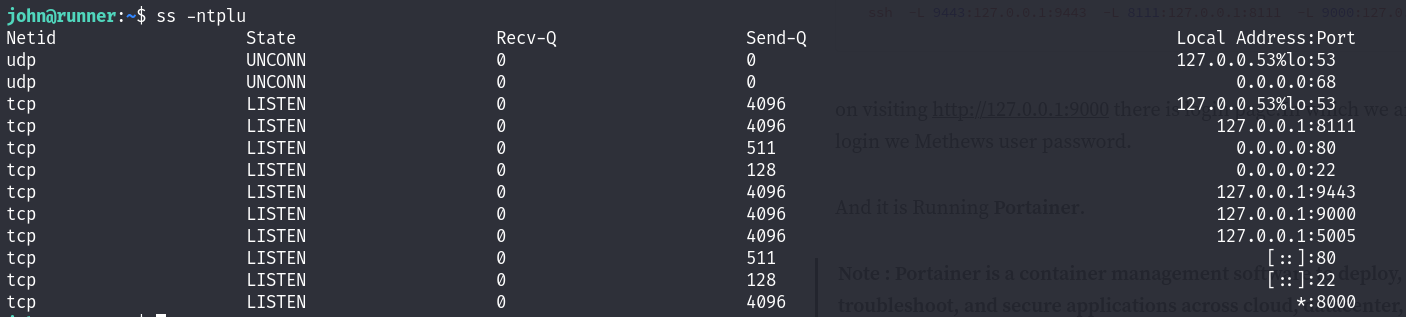 john@runner:~$ ss -ntplu
ssh -L 9443:127.0.0.1:9443 -L 8111:127.0.0.1:8111 -L 9000:127.0
Netid State Recv-Q Send-Q Local Address:Port
udp UNCONN 0 0 127.0.0.53%lo:53
udp UNCONN 0 0 0.0.0.0:68
tcp LISTEN 0 4096 127.0.0.53%lo:53
on visiting http://127.0.0.1:9000 there is which we
tcp LISTEN 0 4096 127.0.0.1:8111
login we Methews user password.
tcp LISTEN 0 511 0.0.0.0:80
tcp LISTEN 0 128 0.0.0.0:22
tcp LISTEN 0 4096 127.0.0.1:9443
And it is Running Portainer.
tcp LISTEN 0 4096 127.0.0.1:9000
tcp LISTEN 0 4096 127.0.0.1:5005
tcp LISTEN 0 511 [::]:80
Note : Portainer is a container management deploy,
tcp LISTEN 0 128 [::]:22
tcp LISTEN 0 4096 *:8000
troubleshoot, and secure applications across cloud,